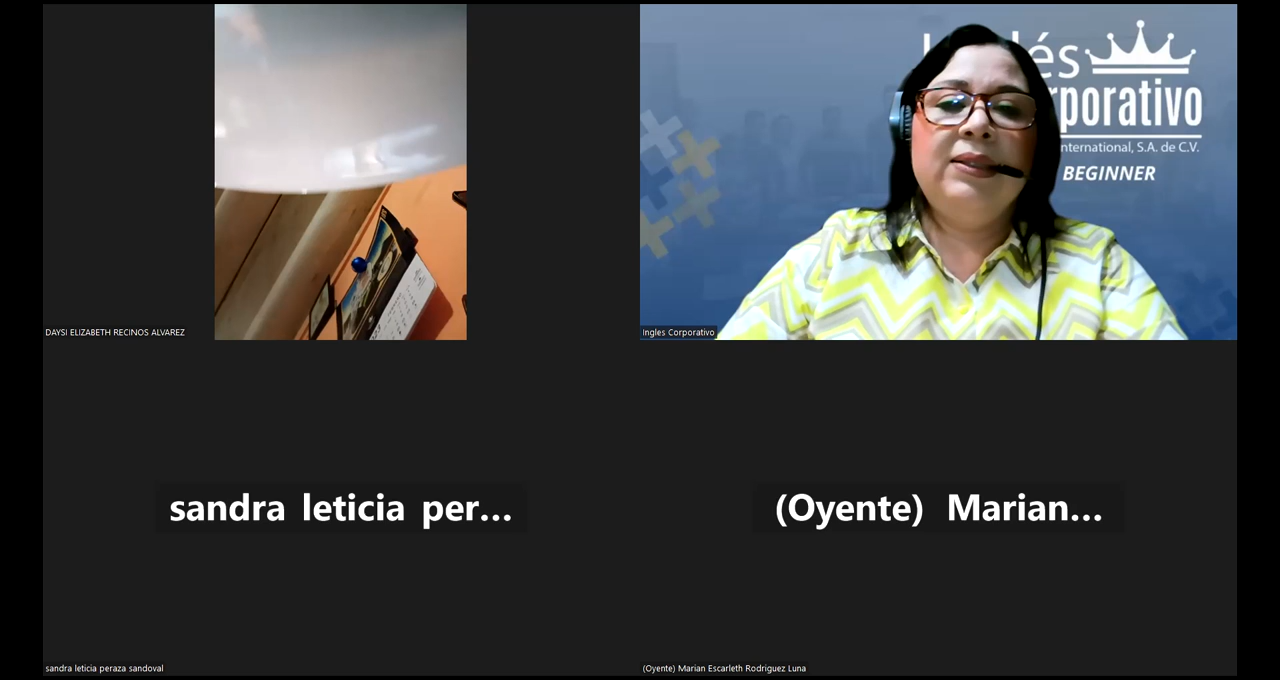 Inglés
Corporativo
International, S.A. de C.V.
BEGINNER
DAYSI ELIZABETH RECINOS ALVAREZ
Ingles Corporativo
sandra leticia per...
(Oyente) Marian...
sandra leticia peraza sandoval
(Oyente) Marian Escarleth Rodriguez Luna